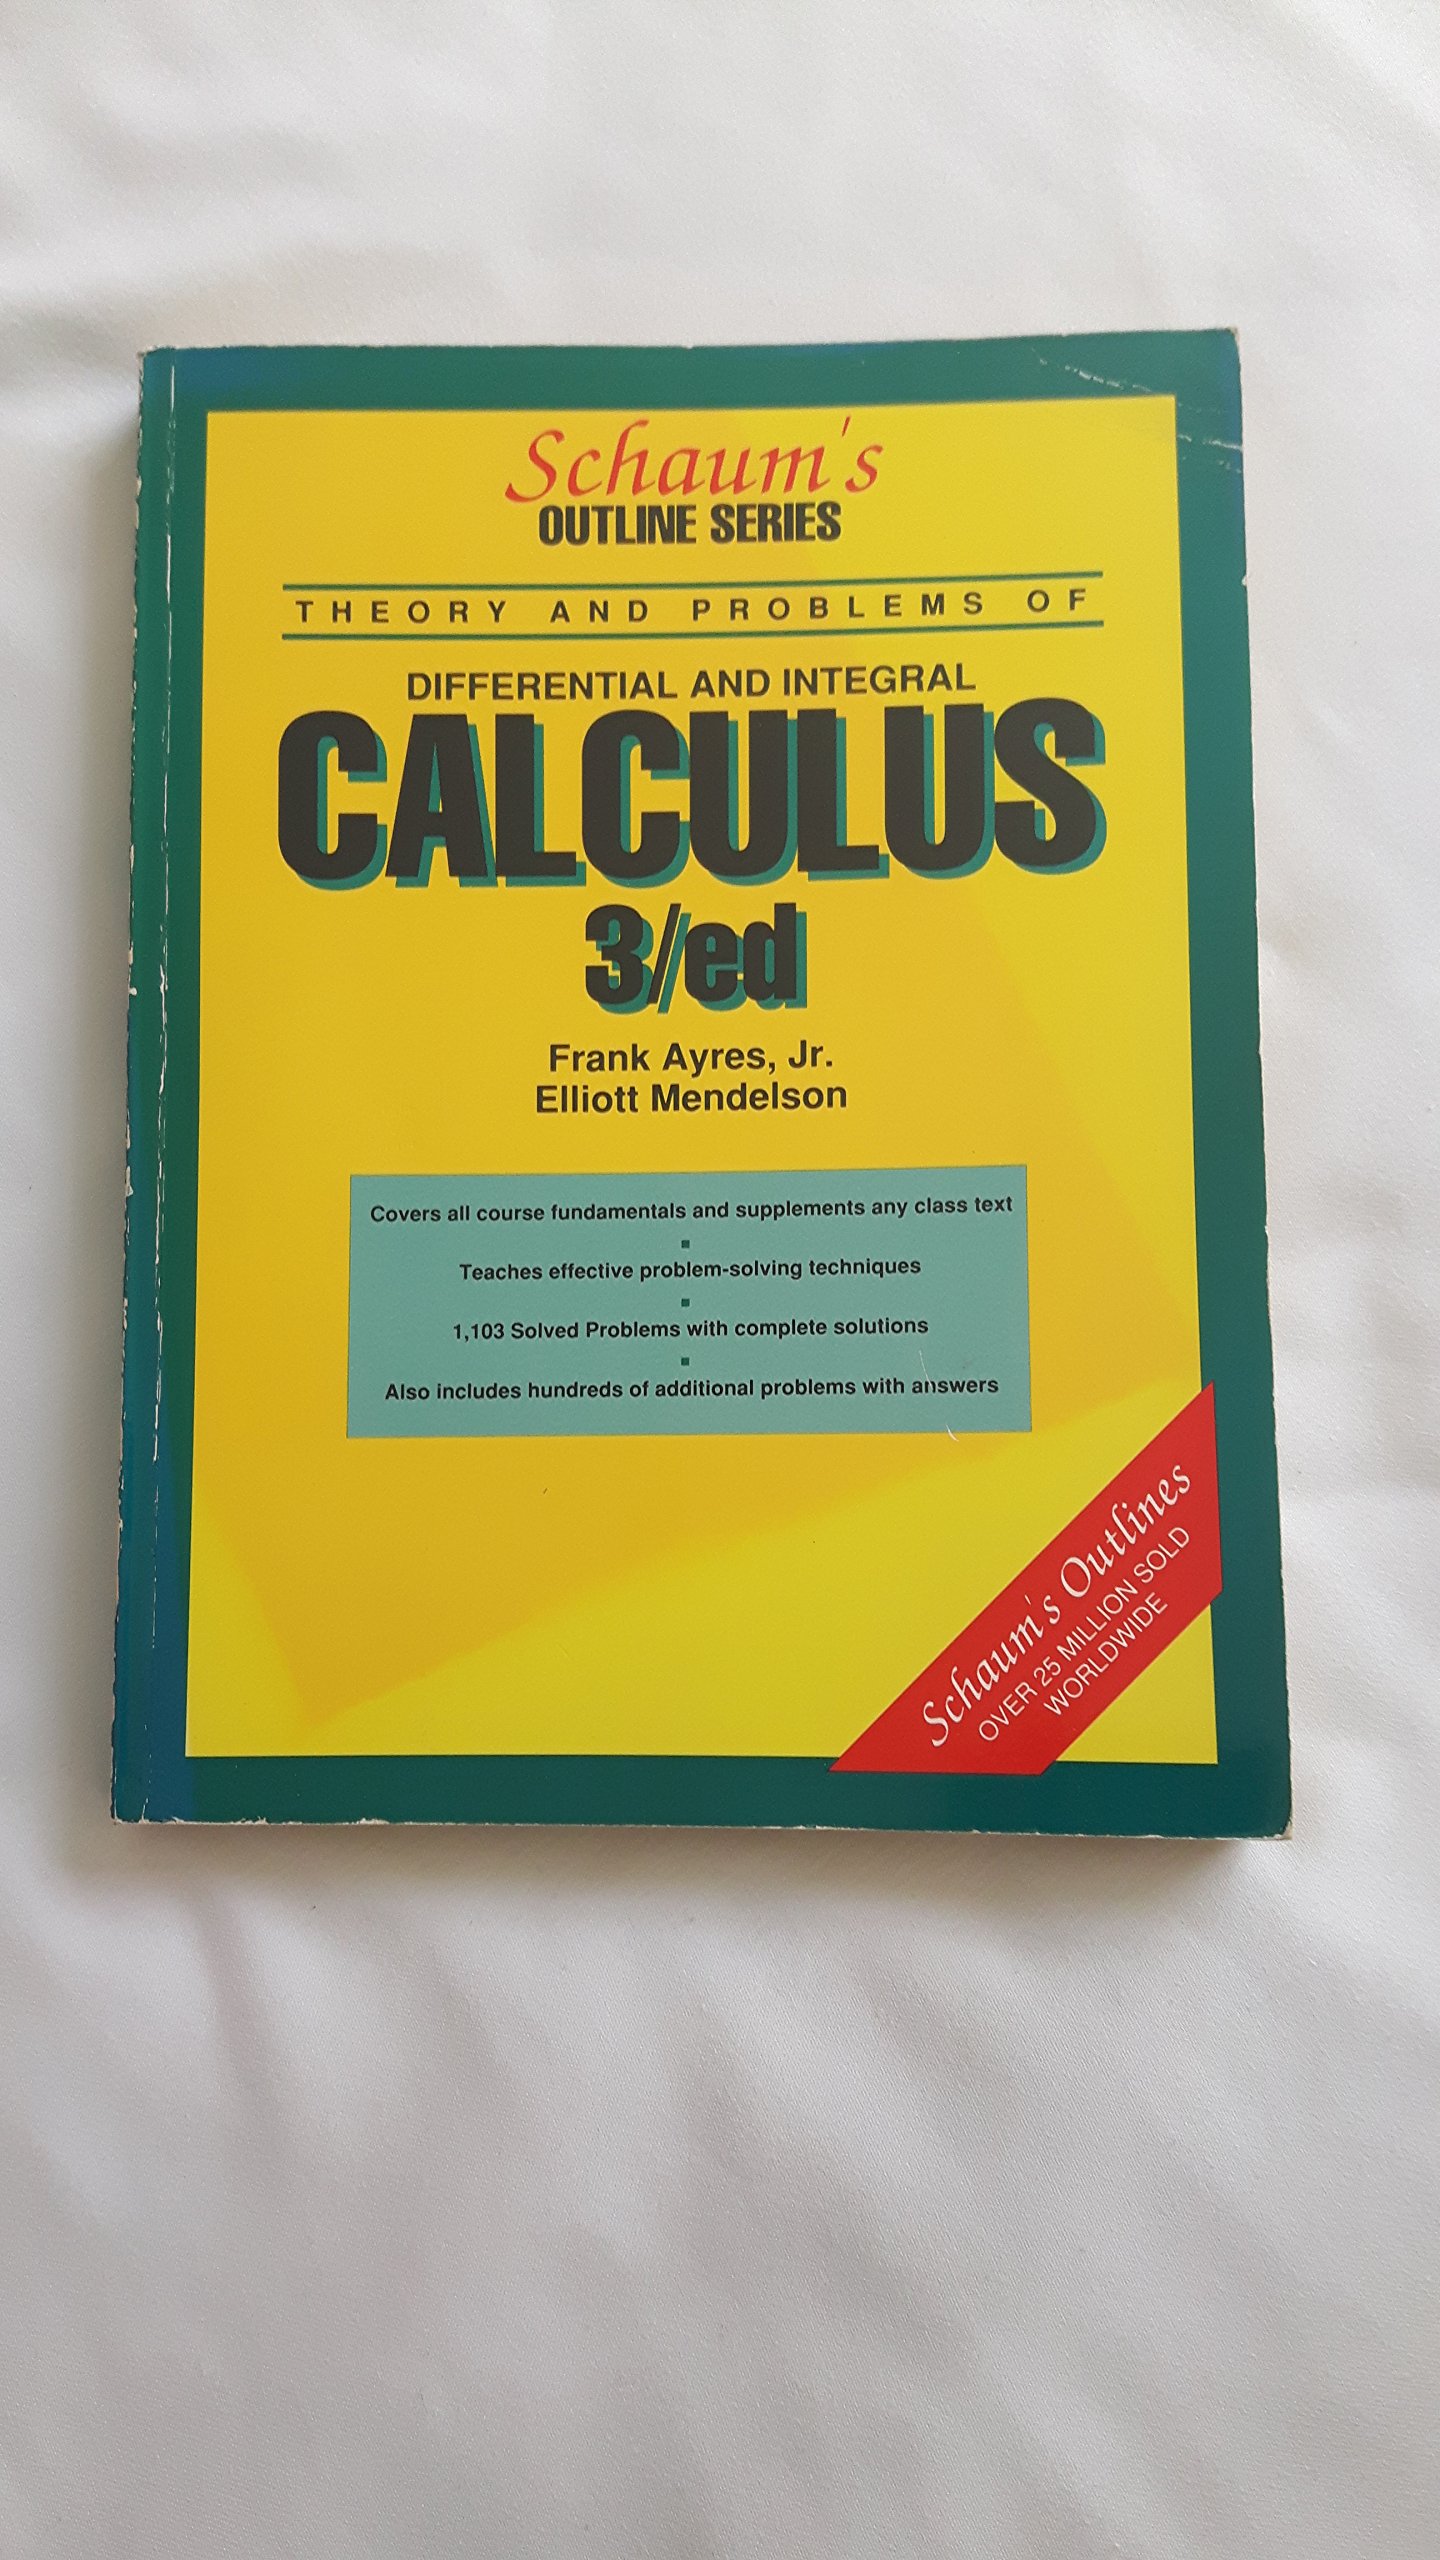 Schaum's
OUTLINE SERIES
THEORY AND PROBLEMS OF
DIFFERENTIAL AND INTEGRAL
CALCULUS
3/ed
Frank Ayres, Jr.
Elliott Mendelson
Covers all course fundamentals and supplements any class text
Teaches effective problem-solving techniques
1,103 Solved Problems with complete solutions
Also includes hundreds of additional problems with answers
Schaum's Outlines
OVER 25 MILLION SOLD
WORLDWIDE